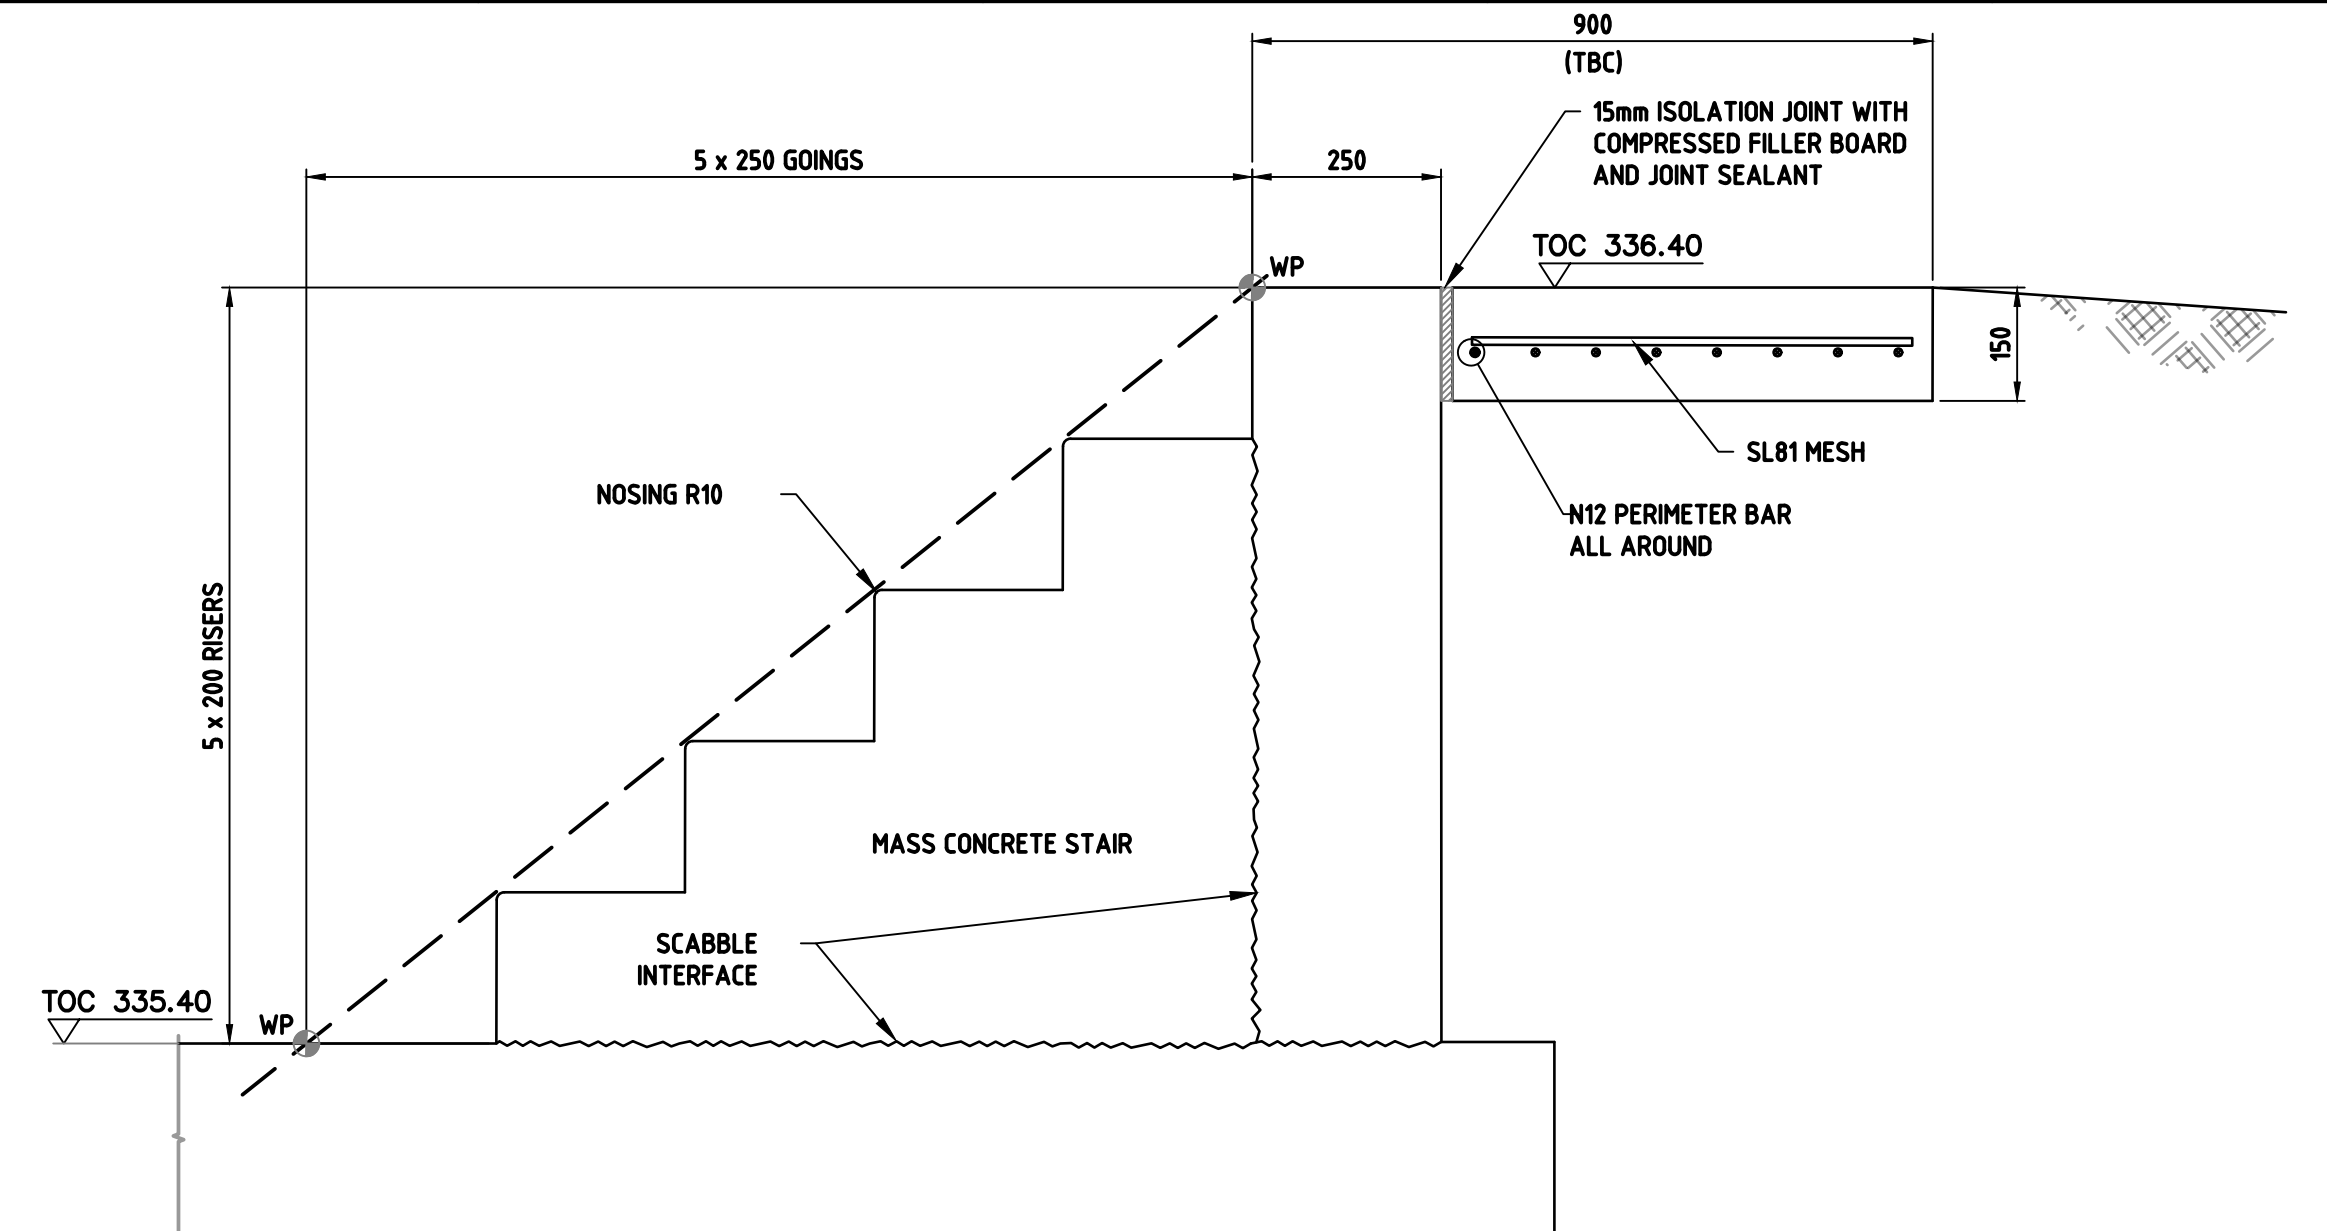 900
(TBC)
15mm ISOLATION JOINT WITH
COMPRESSED FILLER BOARD
AND JOINT SEALANT
5 x 250 GOINGS
250
TOC 336.40
WP
150
SL81 MESH
NOSING R10
N12 PERIMETER BAR
ALL AROUND
5 x 200 RISERS
MASS CONCRETE STAIR
SCABBLE
INTERFACE
TOC 335.40
WP